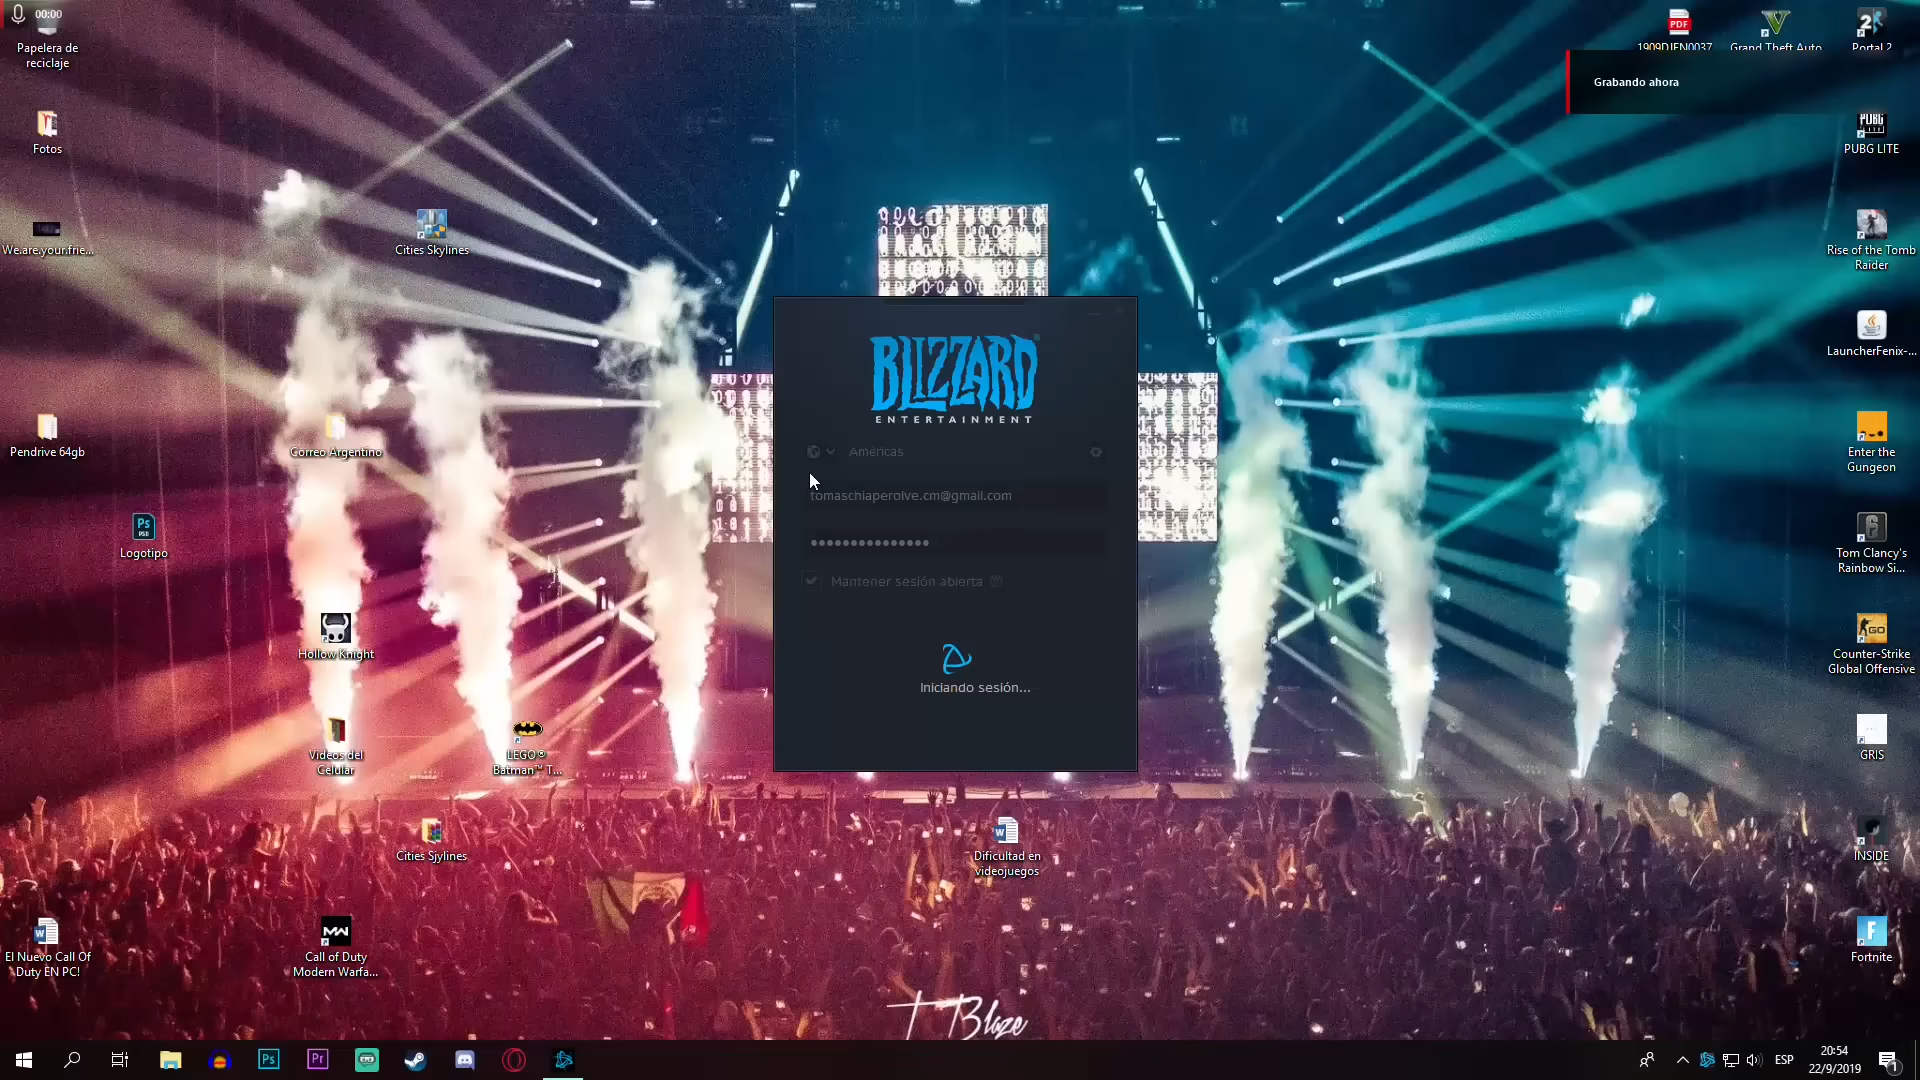 00:00
Papelera de
reciclaje
Fotos
We.are.your.frie...
Pendrive 64gb
El Nuevo Call Of
Duty EN PC!
Logotipo
Correo Argentino
Hollow Knight
Videos del
Celular
Call of Duty
Modern Warfa...
Cities Skylines
Cities Sjylines
LEGO®
Batman™ T...
BLIZZARD
ENTERTAINMENT
Américas
tomaschiaperolve.cm@gmail.com
Mantener sesión abierta
Iniciando sesión...
Dificultad en
videojuegos
T Blaze
1909DJEN0037
Grand Theft Auto
Portal 2
Grabando ahora
PUBG LITE
Rise of the Tomb
Raider
LauncherFenix-...
Enter the
Gungeon
Tom Clancy's
Rainbow Si...
Counter-Strike
Global Offensive
GRIS
INSIDE
Fortnite
ESP
20:54
22/9/2019
1